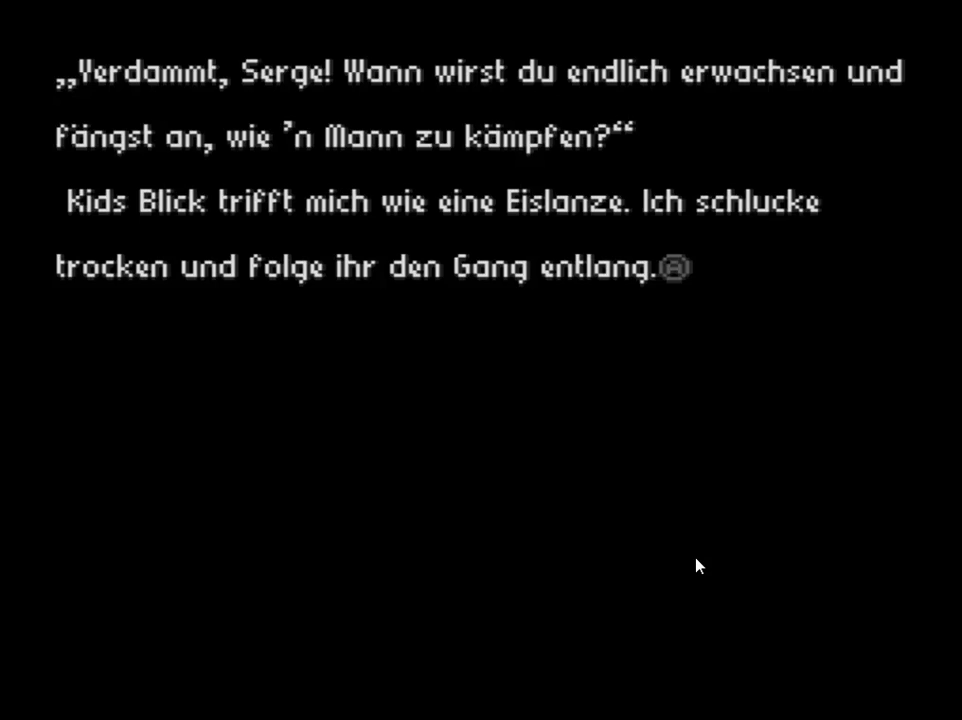 „Verdammt, Serge! Wann wirst du endlich erwachsen und
fängst an, wie ’n Mann zu kämpfen?“
Kids Blick trifft mich wie eine Eislanze. Ich schlucke
trocken und folge ihr den Gang entlang.